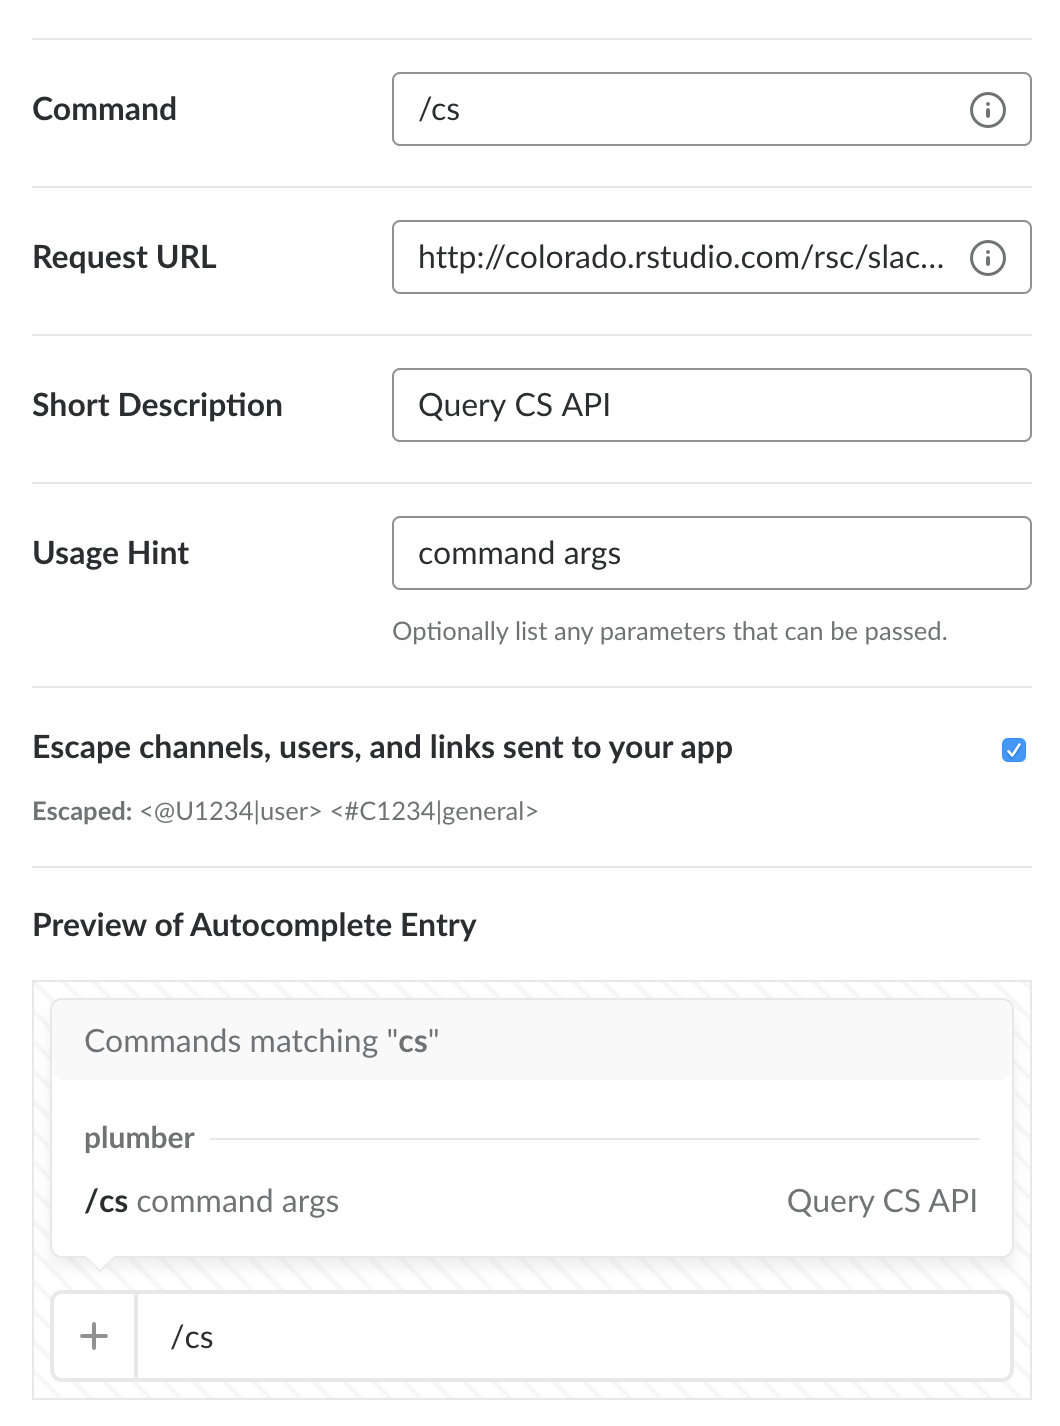 Command
/cs
Request URL
http://colorado.rstudio.com/rsc/slac...
Short Description
Query CS API
Usage Hint
command args
Optionally list any parameters that can be passed.
Escape channels, users, and links sent to your app
Escaped: <@U1234|user> <#C1234|general>
Preview of Autocomplete Entry
Commands matching "cs"
plumber
/cs command args
Query CS API
/cs